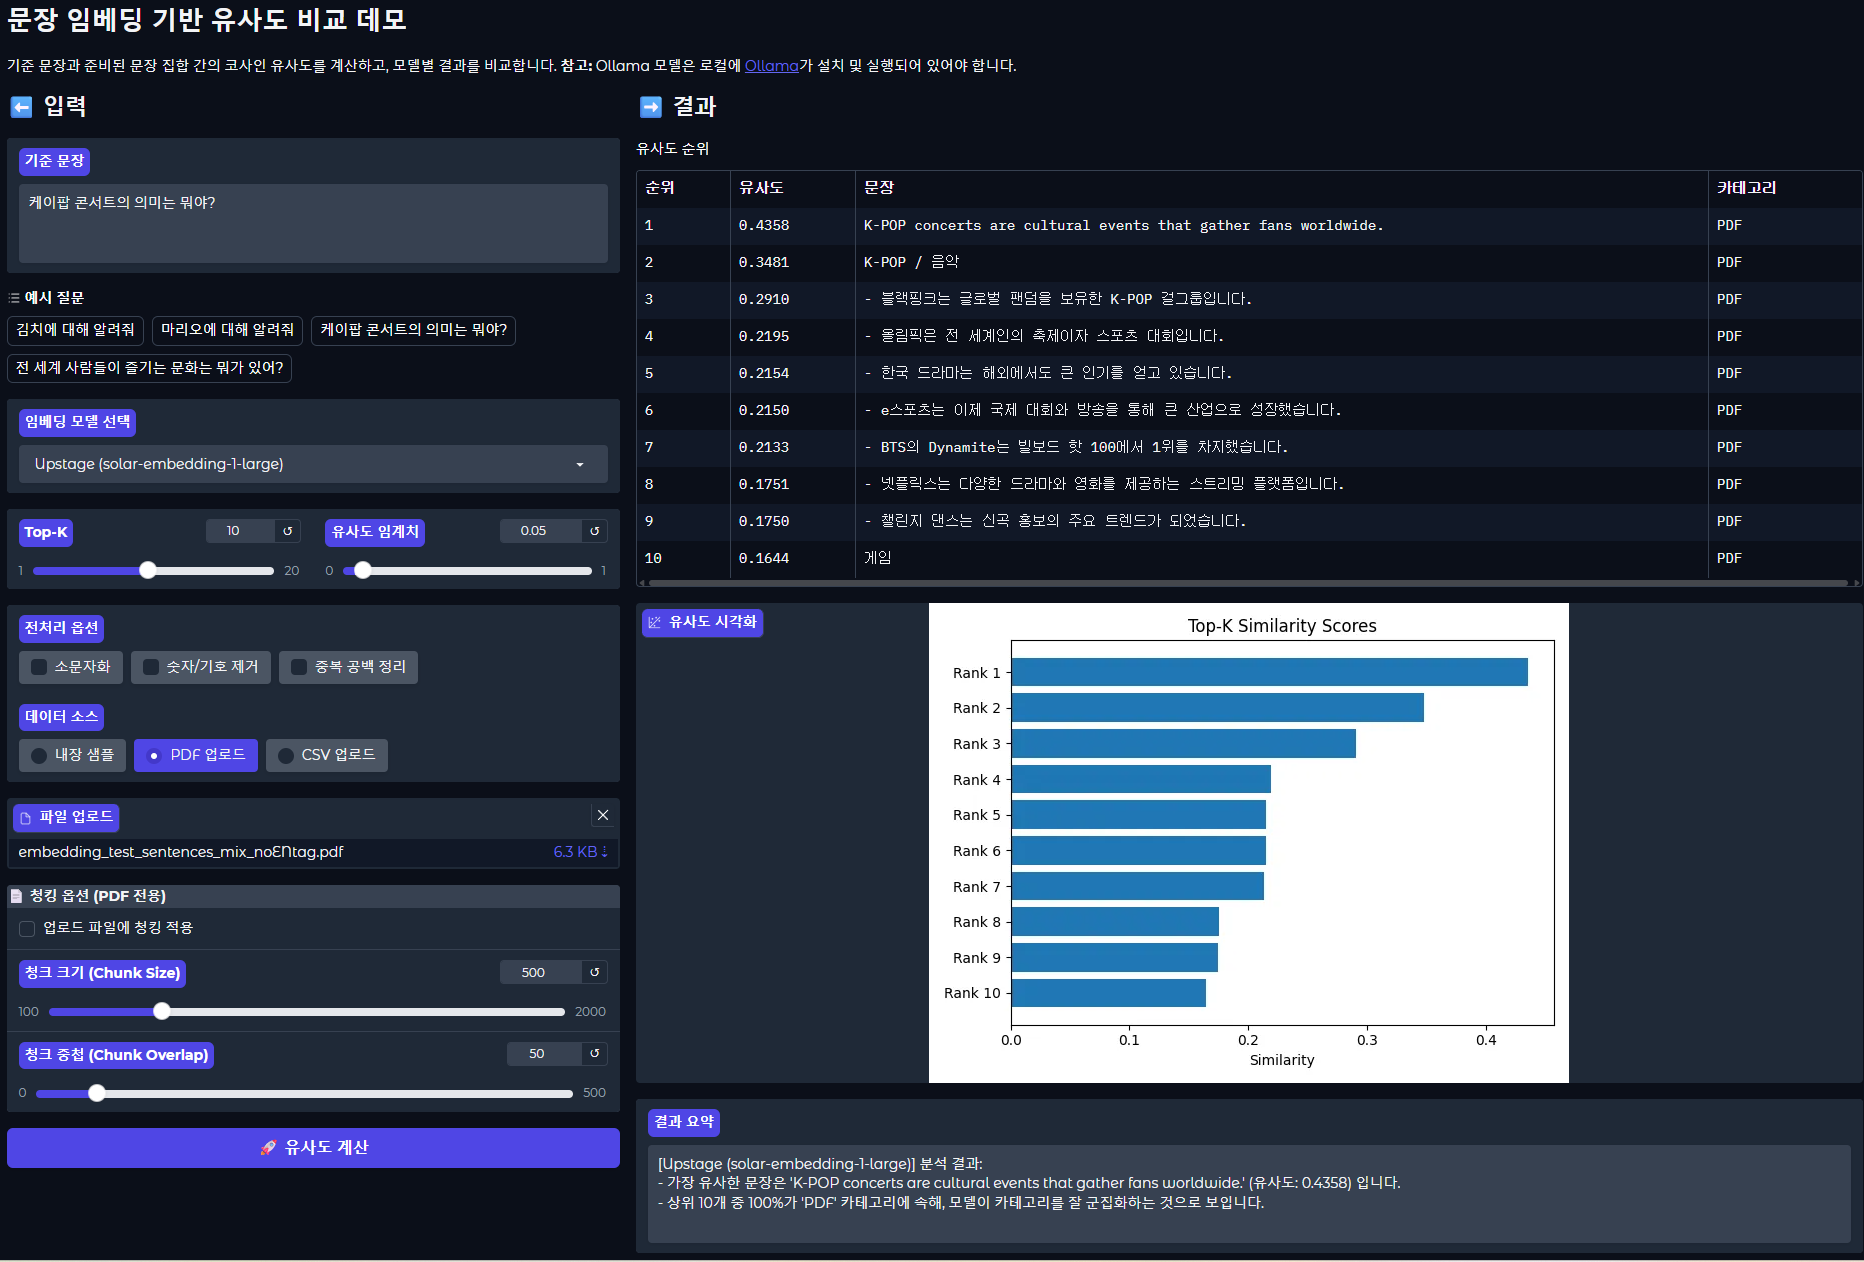 문장 임베딩 기반 유사도 비교 데모
기준 문장과 준비된 문장 집합 간의 코사인 유사도를 계산하고, 모델별 결과를 비교합니다. 참고: Ollama 모델은 로컬에 Ollama가 설치 및 실행되어 있어야 합니다.
입력
기준 문장
케이팝 콘서트의 의미는 뭐야?
예시 질문
김치에 대해 알려줘 마리오에 대해 알려줘 케이팝 콘서트의 의미는 뭐야?
전 세계 사람들이 즐기는 문화는 뭐가 있어?
임베딩 모델 선택
Upstage (solar-embedding-1-large)
Top-K 10 ↺ 유사도 임계치 0.05 ↺
1 20 0 1
전처리 옵션
소문자화 숫자/기호 제거 중복 공백 정리
데이터 소스
내장 샘플 PDF 업로드 CSV 업로드
파일 업로드
embedding_test_sentences_mix_noENtag.pdf 6.3 KB ↓
청킹 옵션 (PDF 전용)
업로드 파일에 청킹 적용
청크 크기 (Chunk Size) 500 ↺
100 2000
청크 중첩 (Chunk Overlap) 50 ↺
0 500
유사도 계산
결과
유사도 순위
순위 유사도 문장 카테고리
1 0.4358 K-POP concerts are cultural events that gather fans worldwide. PDF
2 0.3481 K-POP / 음악 PDF
3 0.2910 - 블랙핑크는 글로벌 팬덤을 보유한 K-POP 걸그룹입니다. PDF
4 0.2195 - 올림픽은 전 세계인의 축제이자 스포츠 대회입니다. PDF
5 0.2154 - 한국 드라마는 해외에서도 큰 인기를 얻고 있습니다. PDF
6 0.2150 - e스포츠는 이제 국제 대회와 방송을 통해 큰 산업으로 성장했습니다. PDF
7 0.2133 - BTS의 Dynamite는 빌보드 핫 100에서 1위를 차지했습니다. PDF
8 0.1751 - 넷플릭스는 다양한 드라마와 영화를 제공하는 스트리밍 플랫폼입니다. PDF
9 0.1750 - 챌린지 댄스는 신곡 홍보의 주요 트렌드가 되었습니다. PDF
10 0.1644 게임 PDF
유사도 시각화
Top-K Similarity Scores
Rank 1
Rank 2
Rank 3
Rank 4
Rank 5
Rank 6
Rank 7
Rank 8
Rank 9
Rank 10
0.0 0.1 0.2 0.3 0.4
Similarity
결과 요약
[Upstage (solar-embedding-1-large)] 분석 결과:
- 가장 유사한 문장은 'K-POP concerts are cultural events that gather fans worldwide.' (유사도: 0.4358) 입니다.
- 상위 10개 중 100%가 'PDF' 카테고리에 속해, 모델이 카테고리를 잘 군집화하는 것으로 보입니다.